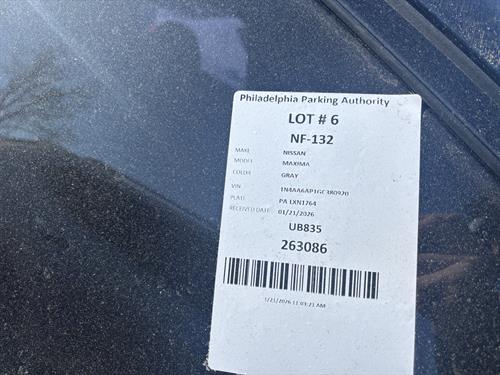 Philadelphia Parking Authority
LOT # 6
NF-132
MAKE NISSAN
MODEL MAXIMA
COLOR GRAY
VIN 1N4AA6AP1GC380920
PLATE PA LXN1764
RECEIVED DATE 01/21/2026
UB835
263086
1/21/2026 11:03:21 AM